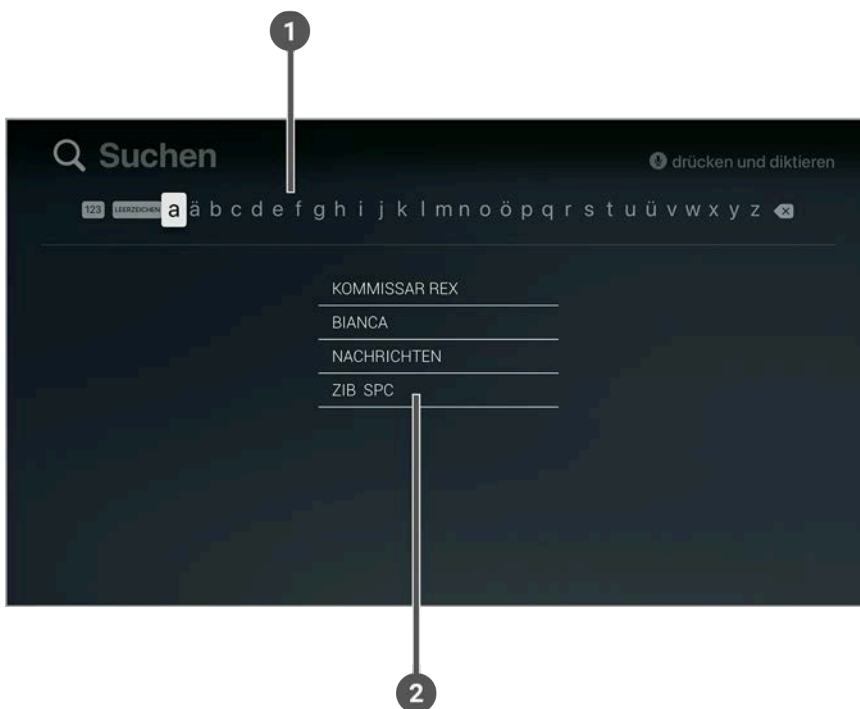 1
Suchen
drücken und diktieren
123 LEERZEICHEN a ä b c d e f g h i j k l m n o ö p q r s t u ü v w x y z
KOMMISSAR REX
BIANCA
NACHRICHTEN
ZIB SPC
2